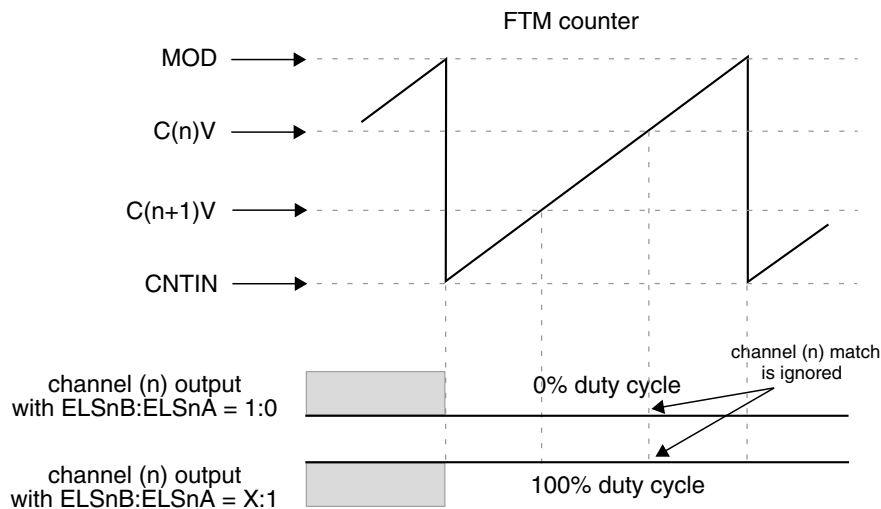 FTM counter
MOD
C(n)V
C(n+1)V
CNTIN
channel (n) match
is ignored
channel (n) output
with ELSnB:ELSnA = 1:0
0% duty cycle
channel (n) output
with ELSnB:ELSnA = X:1
100% duty cycle